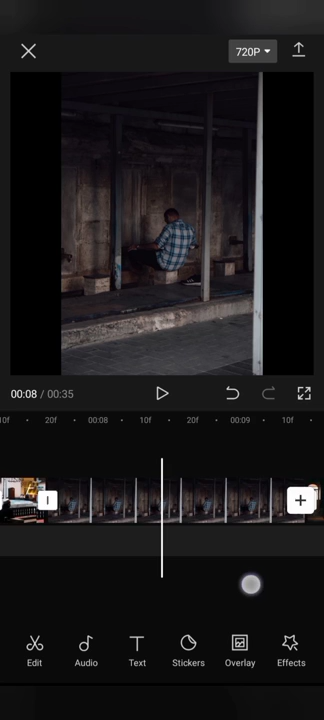 720P
00:08 / 00:35
10f 20f 00:08 10f 20f 00:09 10f
Edit Audio Text Stickers Overlay Effects